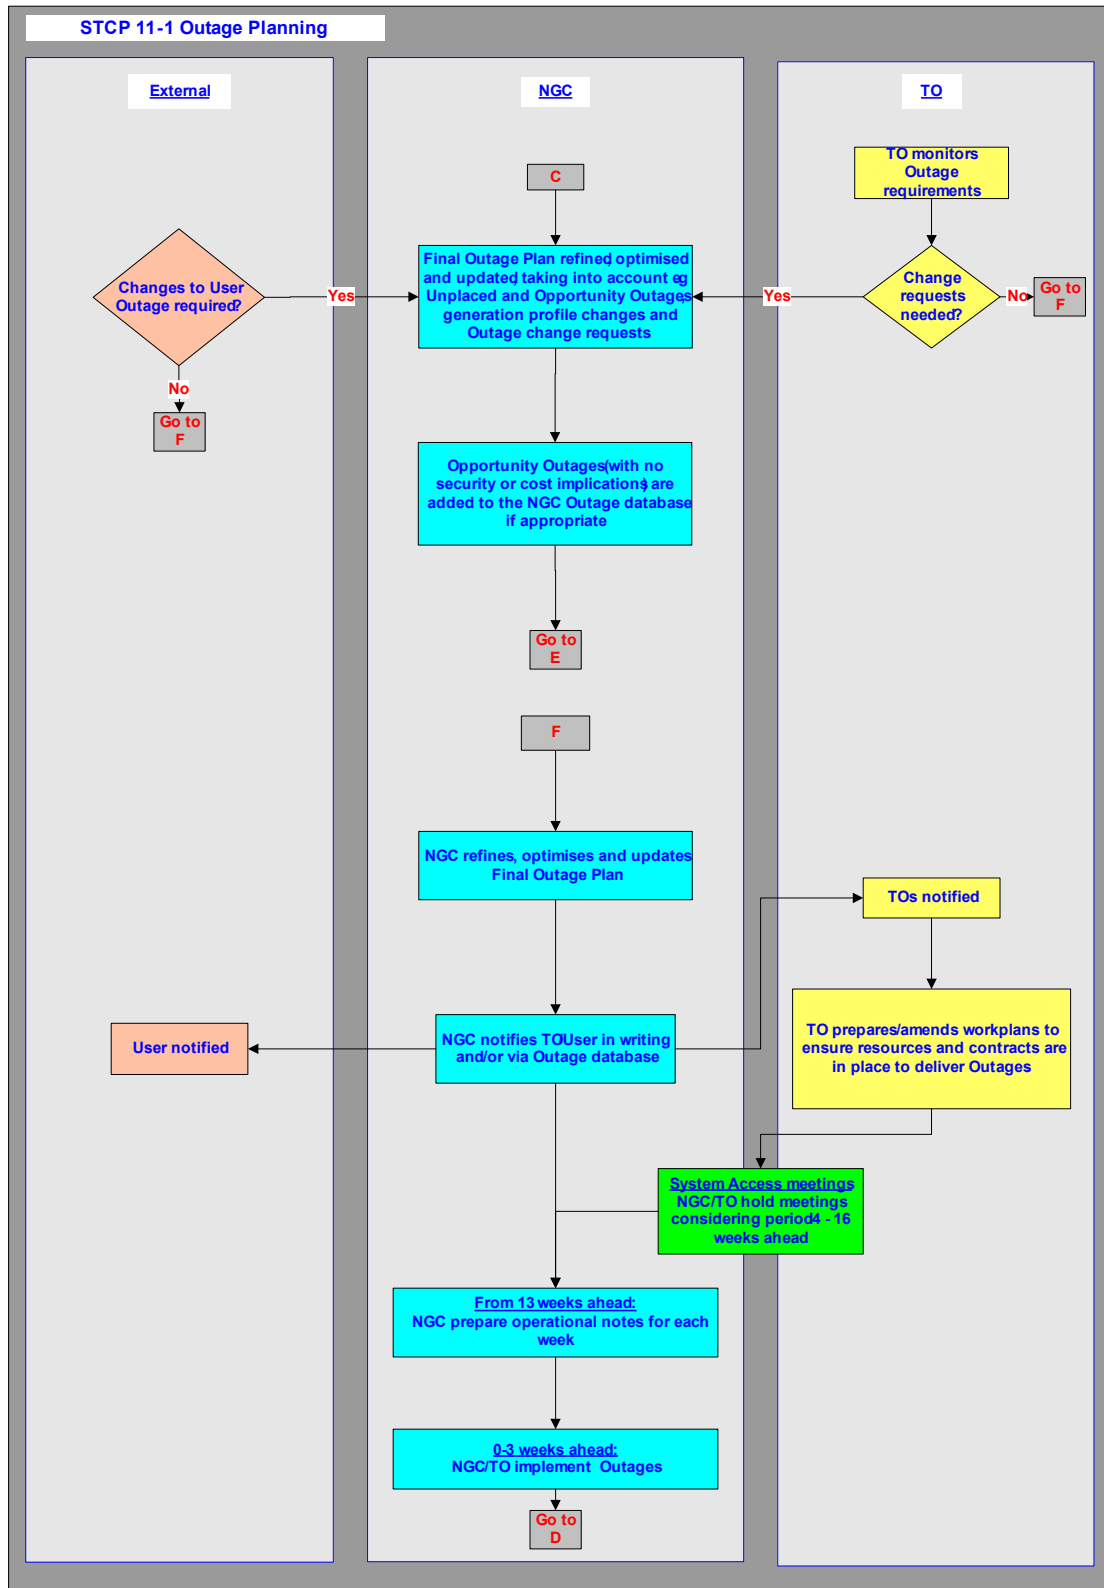 STCP 11-1 Outage Planning
External
NGC
TO
C
TO monitors
Outage
requirements
Changes to User
Outage required?
Yes
No
Go to
F
Final Outage Plan refined, optimised
and updated, taking into account eg
Unplaced and Opportunity Outages,
generation profile changes and
Outage change requests
Yes
Change
requests
needed?
No
Go to
F
Opportunity Outages(with no
security or cost implications) are
added to the NGC Outage database
if appropriate
Go to
E
F
NGC refines, optimises and updates
Final Outage Plan
TOs notified
User notified
NGC notifies TO/User in writing
and/or via Outage database
TO prepares/amends workplans to
ensure resources and contracts are
in place to deliver Outages
System Access meetings
NGC/TO hold meetings
considering period4 - 16
weeks ahead
From 13 weeks ahead:
NGC prepare operational notes for each
week
0-3 weeks ahead:
NGC/TO implement Outages
Go to
D